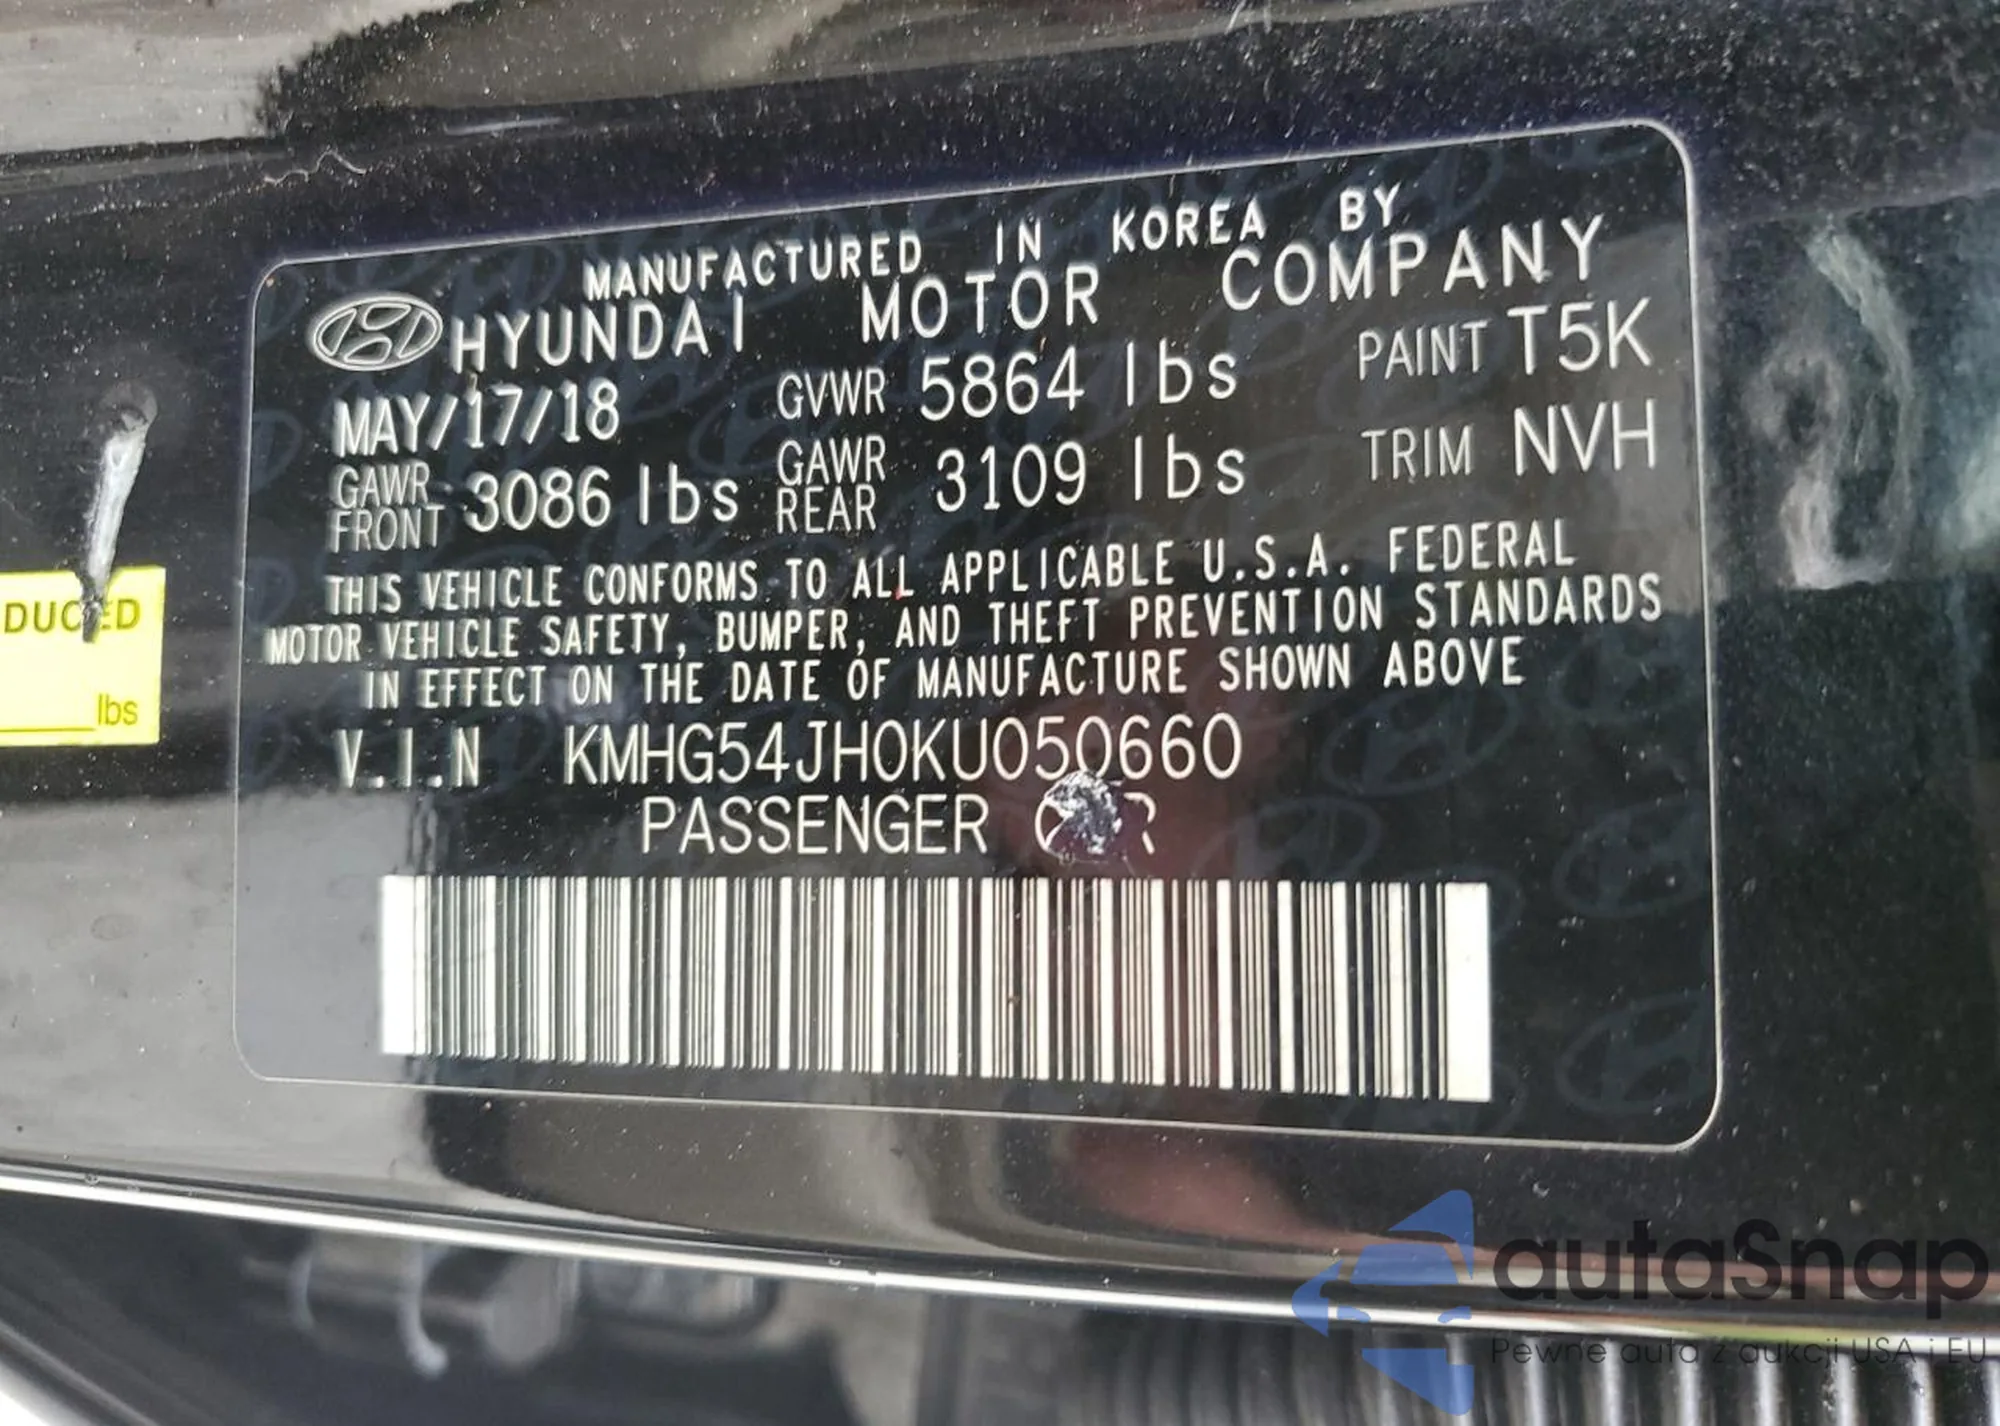 MANUFACTURED IN KOREA BY
HYUNDAI MOTOR COMPANY
MAY/17/18 GVWR 5864 lbs PAINT T5K
GAWR FRONT 3086 lbs GAWR REAR 3109 lbs TRIM NVH
THIS VEHICLE CONFORMS TO ALL APPLICABLE U.S.A. FEDERAL
MOTOR VEHICLE SAFETY, BUMPER, AND THEFT PREVENTION STANDARDS
IN EFFECT ON THE DATE OF MANUFACTURE SHOWN ABOVE
V.I.N KMHG54JH0KU050660
PASSENGER
lbs
autaSnap
Pewne auta z aukcji USA i EU